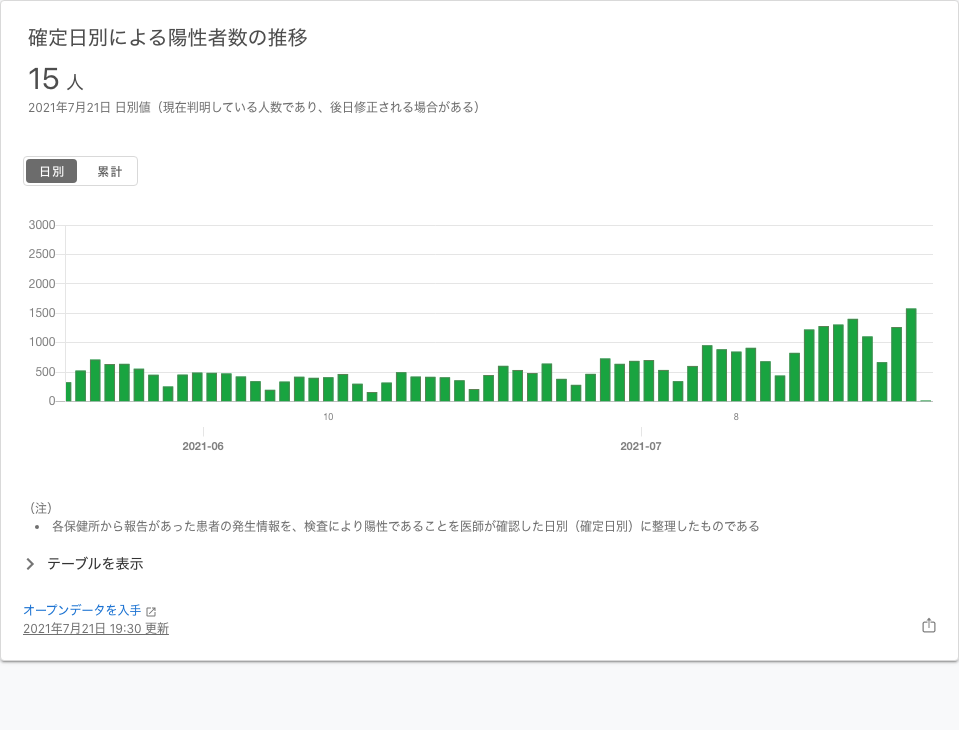 確定日別による陽性者数の推移
15 人
2021年7月21日 日別値（現在判明している人数であり、後日修正される場合がある）
日別 累計
3000
2500
2000
1500
1000
500
0
10 8
2021-06 2021-07
（注）
• 各保健所から報告があった患者の発生情報を、検査により陽性であることを医師が確認した日別（確定日別）に整理したものである
テーブルを表示
オープンデータを入手
2021年7月21日 19:30 更新